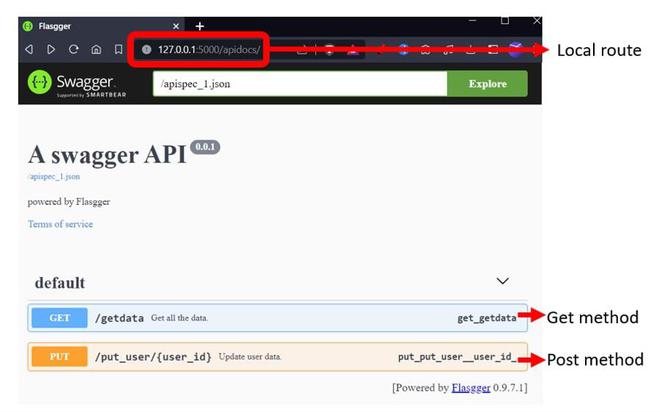 Flasgger
127.0.0.1:5000/apidocs/
Local route
Swagger.
Supported by SMARTBEAR
/apispec_1.json
Explore
A swagger API 0.0.1
/apispec_1.json
powered by Flasgger
Terms of service
default
GET /getdata Get all the data. get_getdata
Get method
PUT /put_user/{user_id} Update user data. put_put_user__user_id_
Post method
[Powered by Flasgger 0.9.7.1]